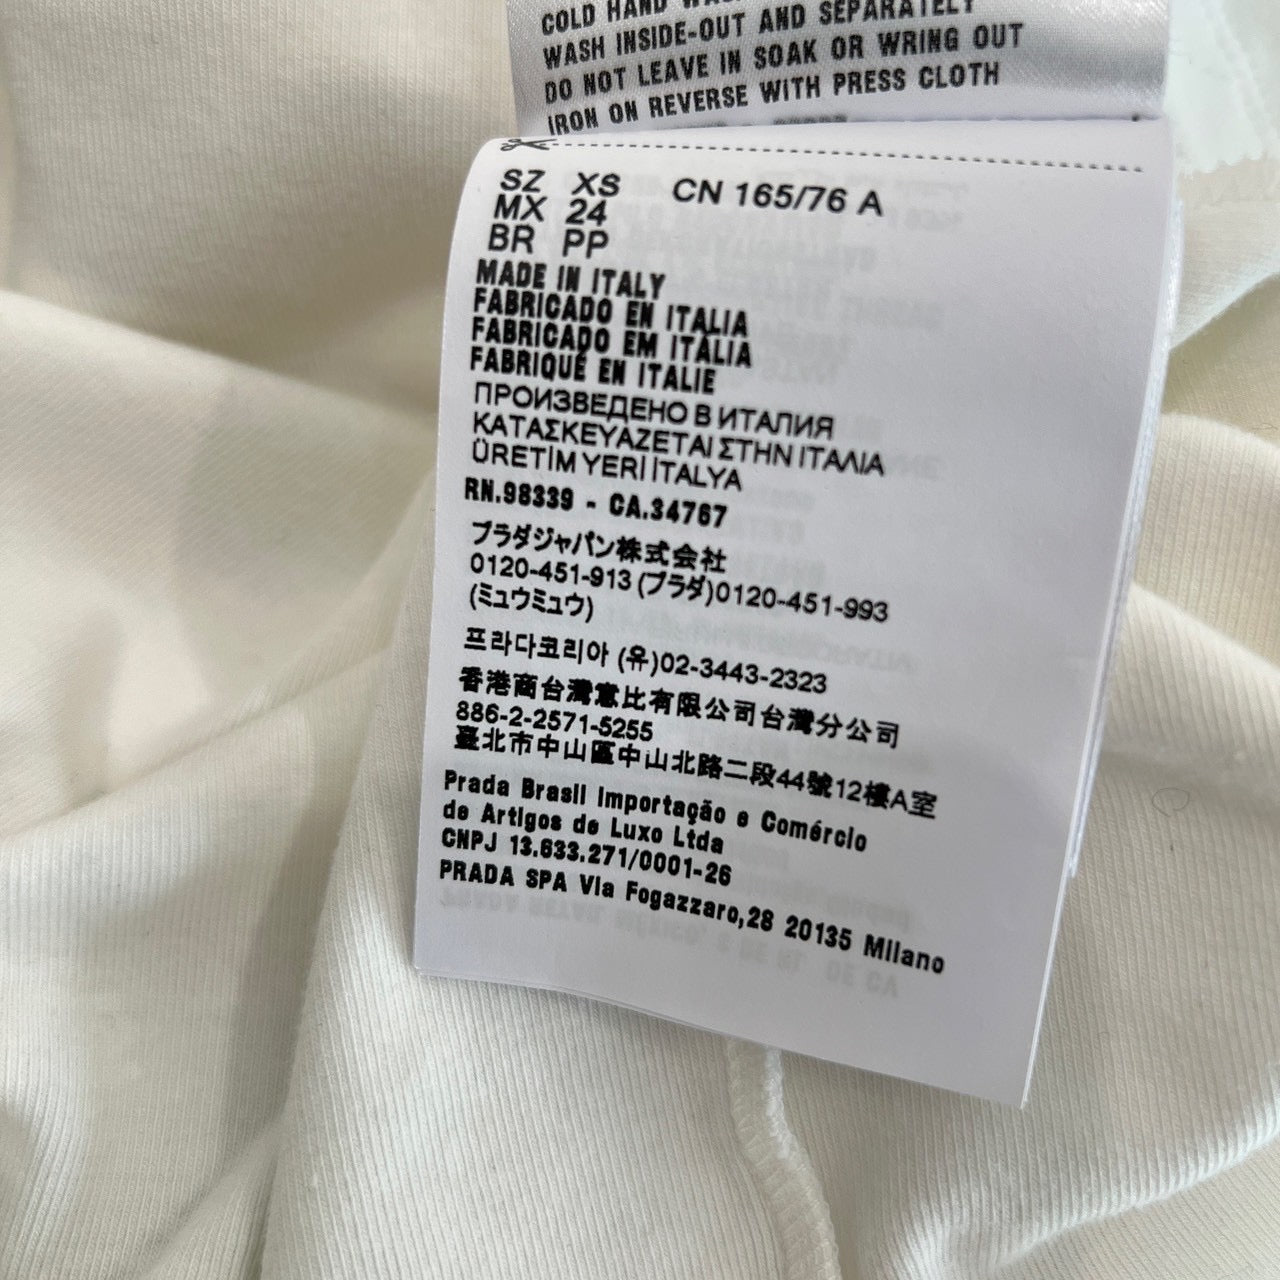 COLD HAND
WASH INSIDE-OUT AND SEPARATELY
DO NOT LEAVE IN SOAK OR WRING OUT
IRON ON REVERSE WITH PRESS CLOTH
SZ XS CN 165/76 A
MX 24
BR PP
MADE IN ITALY
FABRICADO EN ITALIA
FABRICADO EM ITÁLIA
FABRIQUÉ EN ITALIE
ПРОИЗВЕДЕНО В ИТАЛИЯ
ΚΑΤΑΣΚΕΥΑΖΕΤΑΙ ΣΤΗΝ ΙΤΑΛΙΑ
ÜRETİM YERİ İTALYA
RN.98339 - CA.34767
プラダジャパン株式会社
0120-451-913 (プラダ)0120-451-993
(ミュウミュウ)
프라다코리아 (유)02-3443-2323
香港商台灣意比有限公司台灣分公司
886-2-2571-5255
臺北市中山區中山北路二段44號12樓A室
Prada Brasil Importação e Comércio
de Artigos de Luxo Ltda
CNPJ 13.633.271/0001-26
PRADA SPA Via Fogazzaro,28 20135 Milano